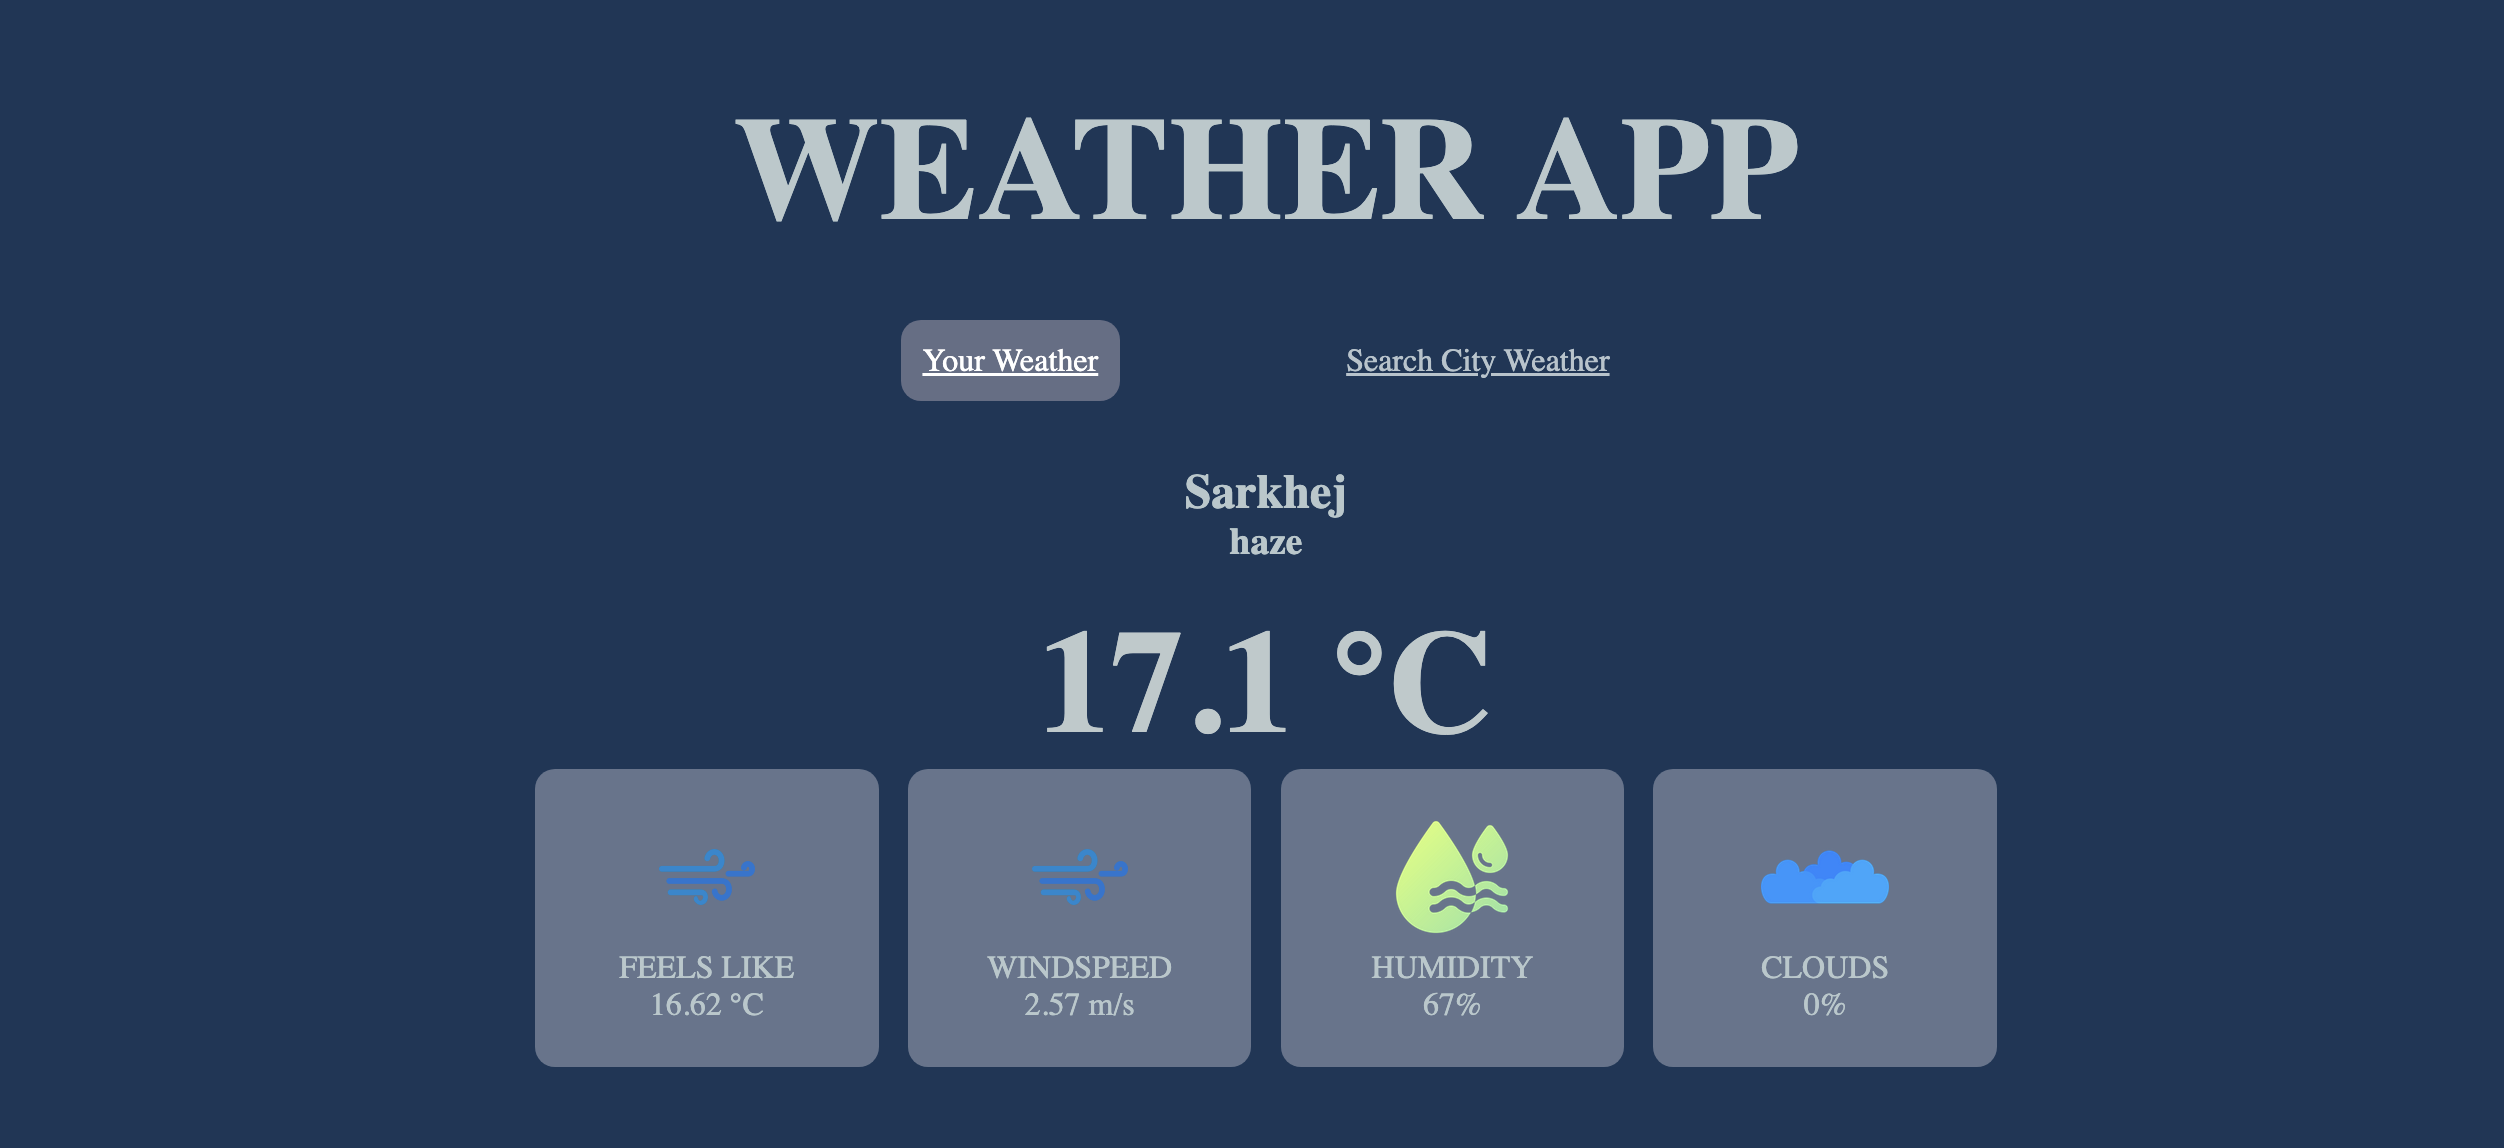 WEATHER APP
Your Weather
Search City Weather
Sarkhej
haze
17.1 °C
FEELS LIKE
16.62 °C
WINDSPEED
2.57 m/s
HUMIDITY
67%
CLOUDS
0%